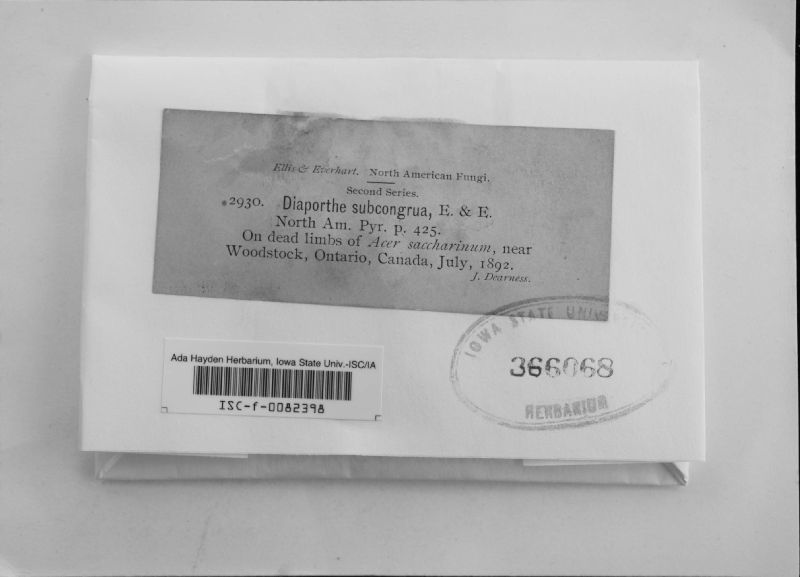 Ellis & Everhart. North American Fungi.
Second Series.
2930. Diaporthe subcongrua, E. & E.
North Am. Pyr. p. 425.
On dead limbs of Acer saccharinum, near
Woodstock, Ontario, Canada, July, 1892.
J. Dearness.
IOWA STATE UNIV
366068
HERBARIUM
Ada Hayden Herbarium, Iowa State Univ.-ISC/IA
ISC-f-0082398